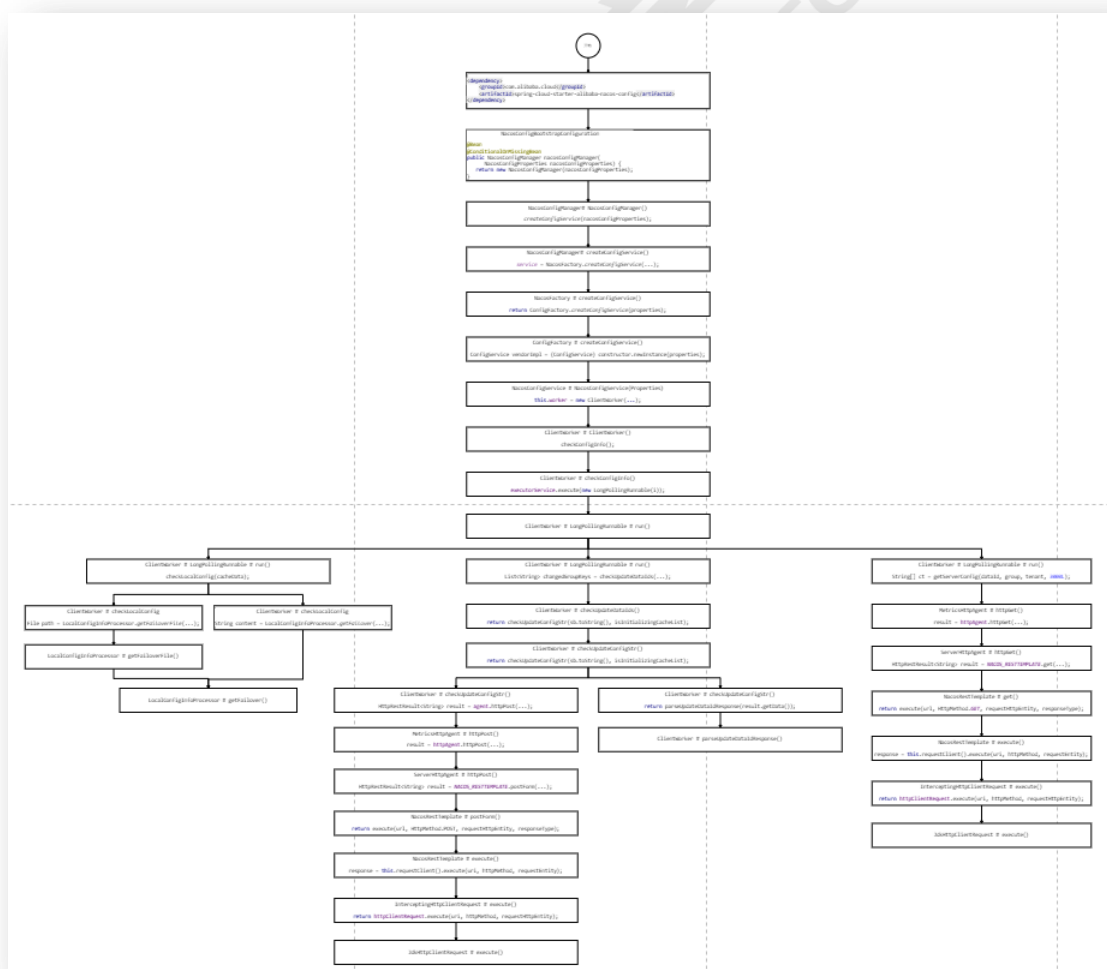 <dependency>
<groupId>com.alibaba.cloud</groupId>
<artifactId>spring-cloud-starter-alibaba-nacos-config</artifactId>
</dependency>
NacosConfigBootstrapConfiguration
@Bean
@ConditionalOnMissingBean
public NacosConfigManager nacosConfigManager(
NacosConfigProperties nacosConfigProperties) {
return new NacosConfigManager(nacosConfigProperties);
}
NacosConfigManager# NacosConfigManager()
createConfigService(nacosConfigProperties);
NacosConfigManager# createConfigService()
service = NacosFactory.createConfigService(...);
NacosFactory # createConfigService()
return ConfigFactory.createConfigService(properties);
ConfigFactory # createConfigService()
ConfigService vendorImpl = (ConfigService) constructor.newInstance(properties);
NacosConfigService # NacosConfigService(Properties)
this.worker = new ClientWorker(...);
ClientWorker # ClientWorker()
checkConfigInfo();
ClientWorker # checkConfigInfo()
executorService.execute(new LongPollingRunnable(i));
ClientWorker # LongPollingRunnable # run()
ClientWorker # LongPollingRunnable # run()
checkLocalConfig(cacheData);
ClientWorker # checkLocalConfig
File path = LocalConfigInfoProcessor.getFailoverFile(...);
ClientWorker # checkLocalConfig
String content = LocalConfigInfoProcessor.getFailover(...);
LocalConfigInfoProcessor # getFailoverFile()
LocalConfigInfoProcessor # getFailover()
ClientWorker # LongPollingRunnable # run()
List<String> changedGroupKeys = checkUpdateDataIds(...);
ClientWorker # checkUpdateDataIds()
return checkUpdateConfigStr(sb.toString(), isInitializingCacheList);
ClientWorker # checkUpdateConfigStr()
return checkUpdateConfigStr(sb.toString(), isInitializingCacheList);
ClientWorker # checkUpdateConfigStr()
HttpRestResult<String> result = agent.httpPost(...);
MetricsHttpAgent # httpPost()
result = httpAgent.httpPost(...);
ServerHttpAgent # httpPost()
HttpRestResult<String> result = NACOS_RESTTEMPLATE.postForm(...);
NacosRestTemplate # postForm()
return execute(url, HttpMethod.POST, requestHttpEntity, responseType);
NacosRestTemplate # execute()
response = this.requestClient().execute(uri, httpMethod, requestEntity);
InterceptingHttpClientRequest # execute()
return httpClientRequest.execute(uri, httpMethod, requestHttpEntity);
JdkHttpClientRequest # execute()
ClientWorker # checkUpdateConfigStr()
return parseUpdateDataIdResponse(result.getData());
ClientWorker # parseUpdateDataIdResponse()
ClientWorker # LongPollingRunnable # run()
String[] ct = getServerConfig(dataId, group, tenant, 3000L);
MetricsHttpAgent # httpGet()
result = httpAgent.httpGet(...);
ServerHttpAgent # httpGet()
HttpRestResult<String> result = NACOS_RESTTEMPLATE.get(...);
NacosRestTemplate # get()
return execute(url, HttpMethod.GET, requestHttpEntity, responseType);
NacosRestTemplate # execute()
response = this.requestClient().execute(uri, httpMethod, requestEntity);
InterceptingHttpClientRequest # execute()
return httpClientRequest.execute(uri, httpMethod, requestHttpEntity);
JdkHttpClientRequest # execute()